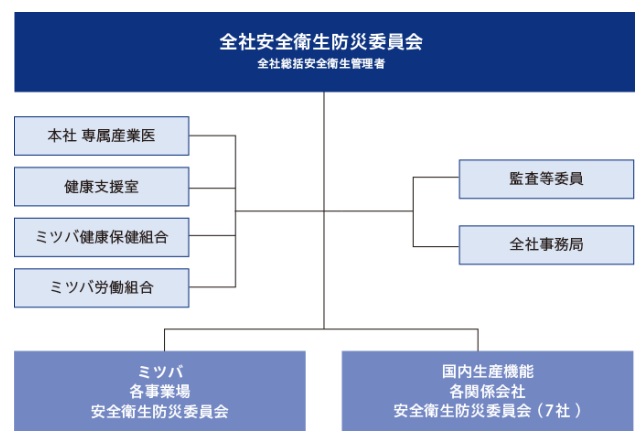 全社安全衛生防災委員会
全社総括安全衛生管理者
本社 専属産業医
健康支援室
ミツバ健康保健組合
ミツバ労働組合
監査等委員
全社事務局
ミツバ
各事業場
安全衛生防災委員会
国内生産機能
各関係会社
安全衛生防災委員会(7社)